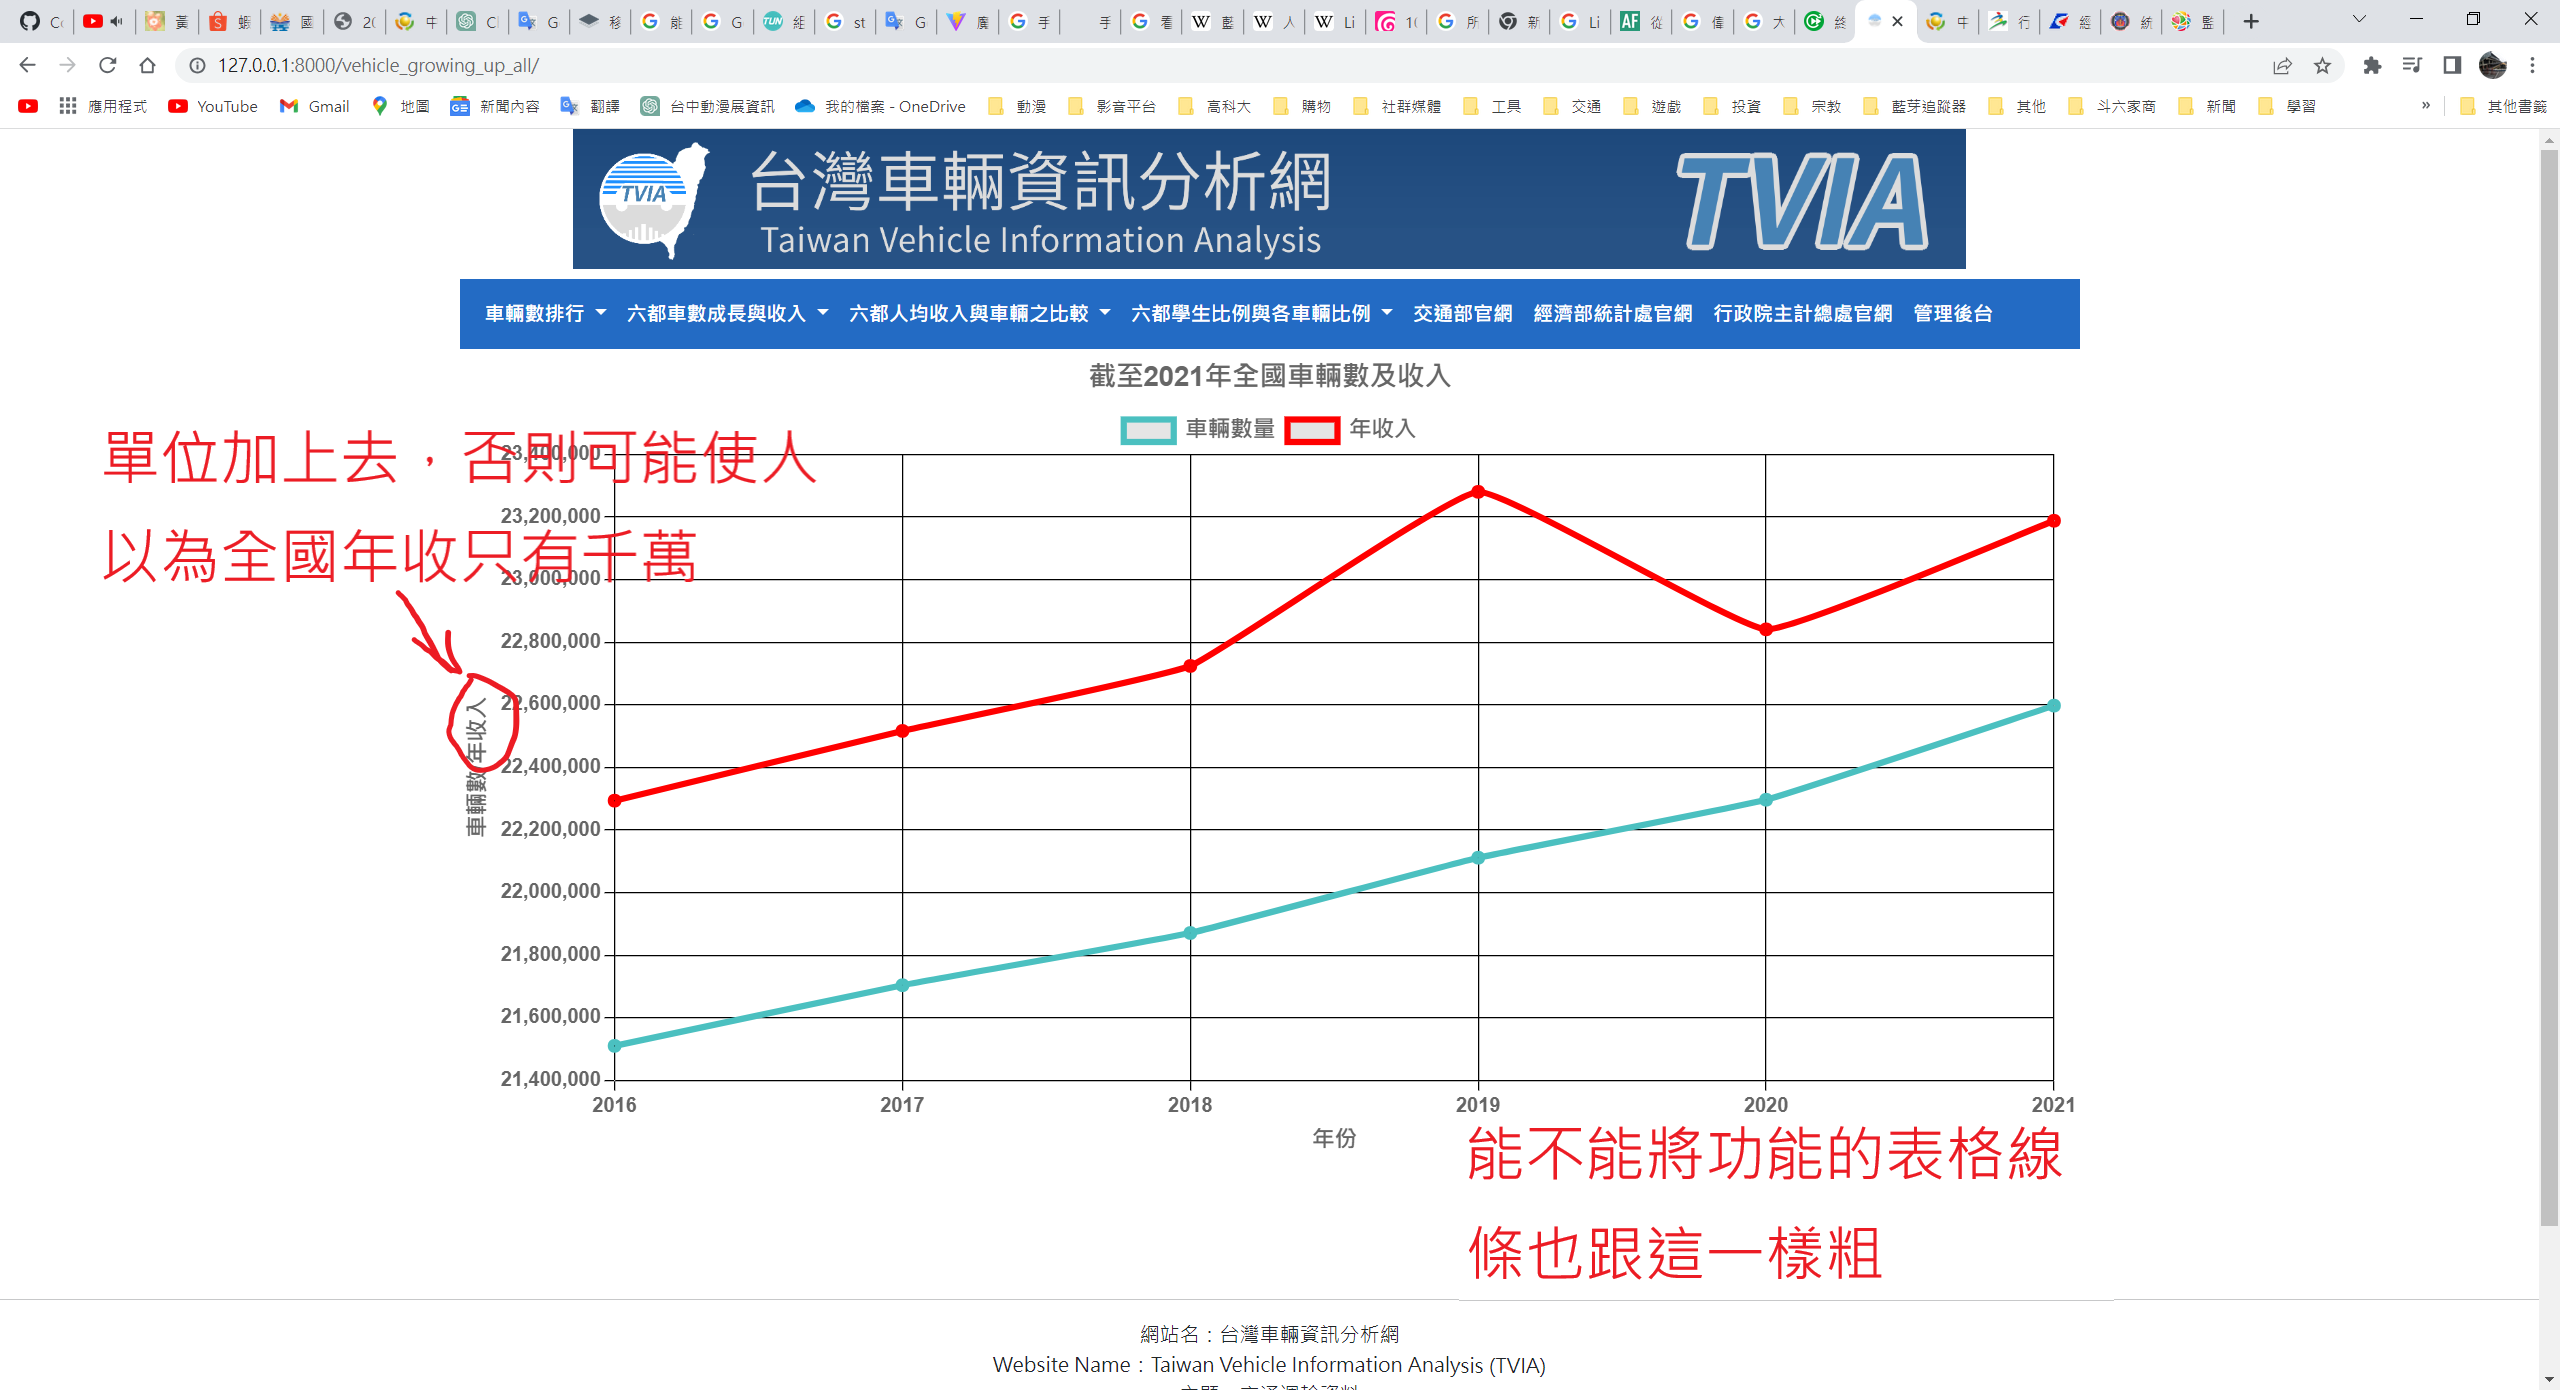 127.0.0.1:8000/vehicle_growing_up_all/
應用程式 YouTube Gmail 地圖 新聞內容 翻譯 台中動漫展資訊 我的檔案 - OneDrive 動漫 影音平台 高科大 購物 社群媒體 工具 交通 遊戲 投資 宗教 藍芽追蹤器 其他 斗六家商 新聞 學習 » 其他書籤
TVIA
台灣車輛資訊分析網
Taiwan Vehicle Information Analysis
TVIA
車輛數排行 六都車數成長與收入 六都人均收入與車輛之比較 六都學生比例與各車輛比例 交通部官網 經濟部統計處官網 行政院主計總處官網 管理後台
截至2021年全國車輛數及收入
車輛數量 年收入
單位加上去，否則可能使人
以為全國年收只有千萬
23,400,000
23,200,000
23,000,000
22,800,000
22,600,000
22,400,000
22,200,000
22,000,000
21,800,000
21,600,000
21,400,000
車輛數/年收入
2016 2017 2018 2019 2020 2021
年份
能不能將功能的表格線
條也跟這一樣粗
網站名：台灣車輛資訊分析網
Website Name：Taiwan Vehicle Information Analysis (TVIA)